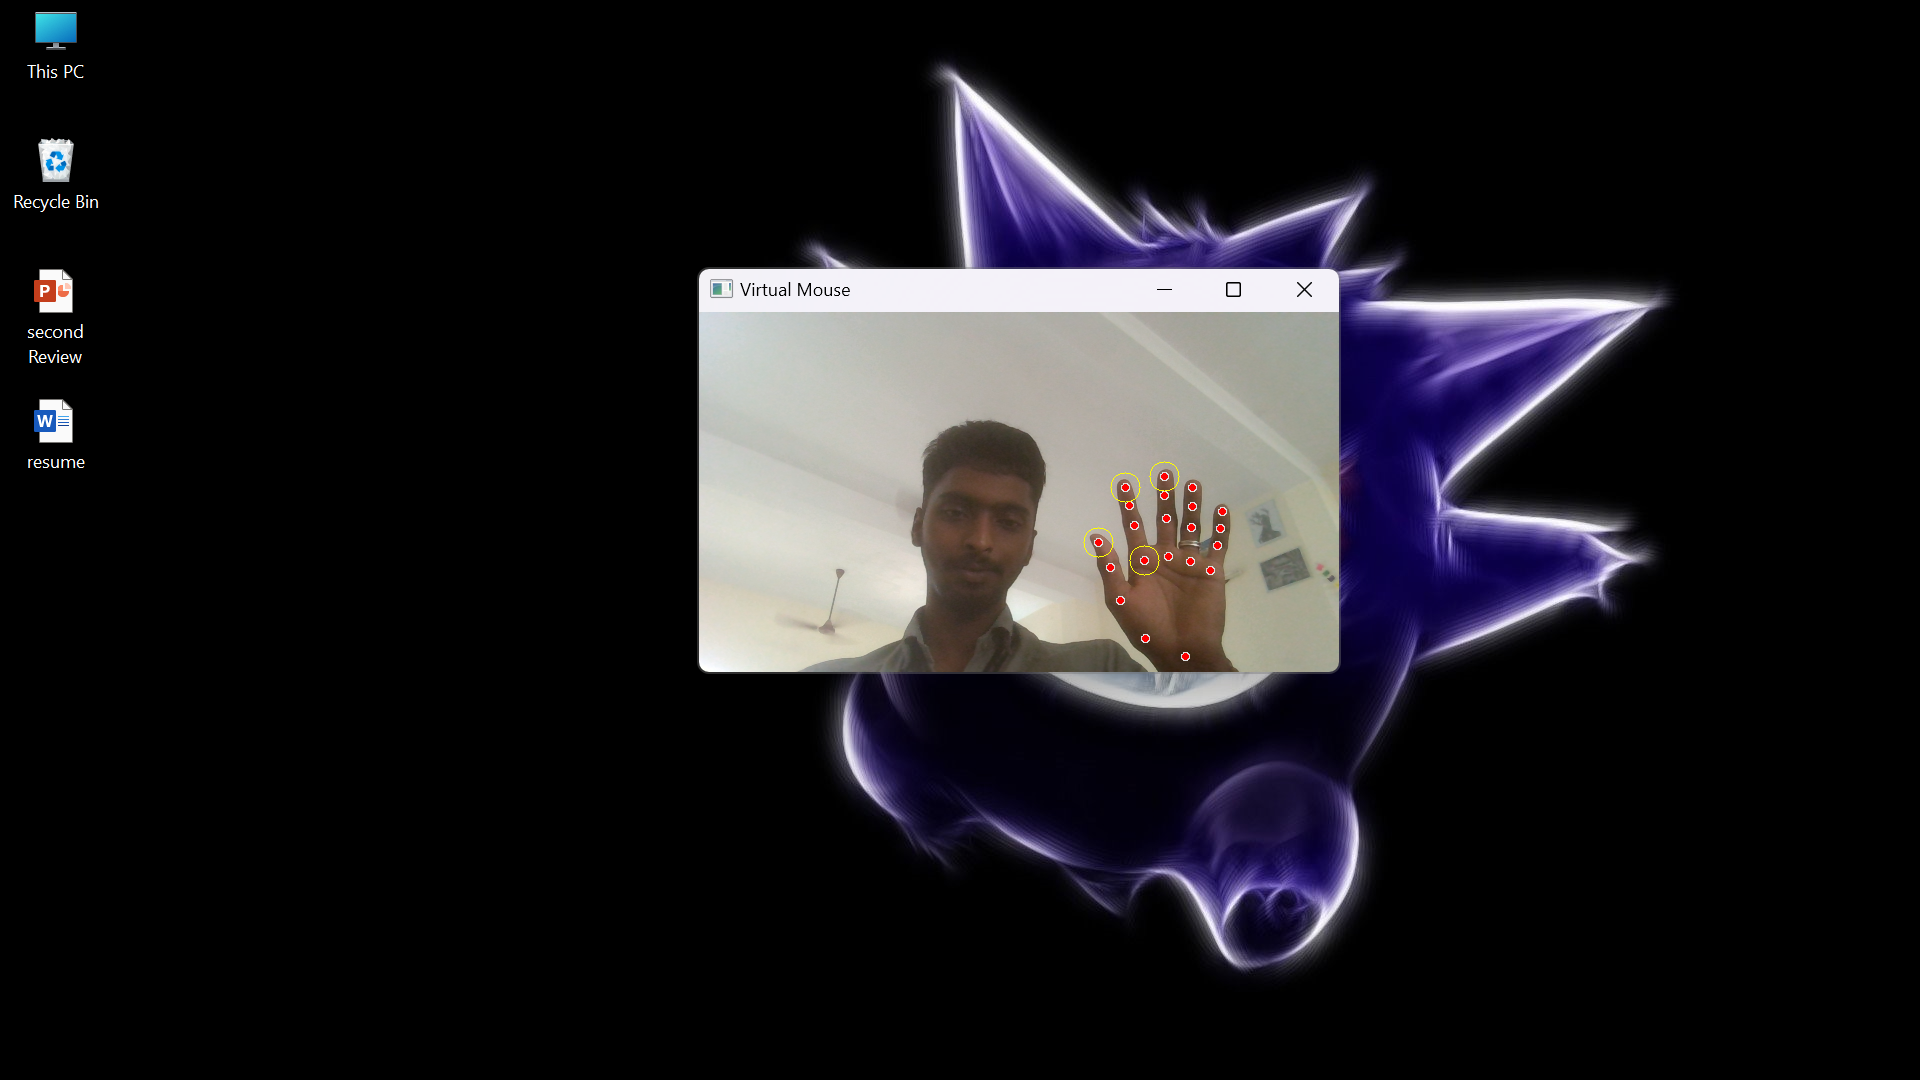 This PC
Recycle Bin
second
Review
resume
Virtual Mouse